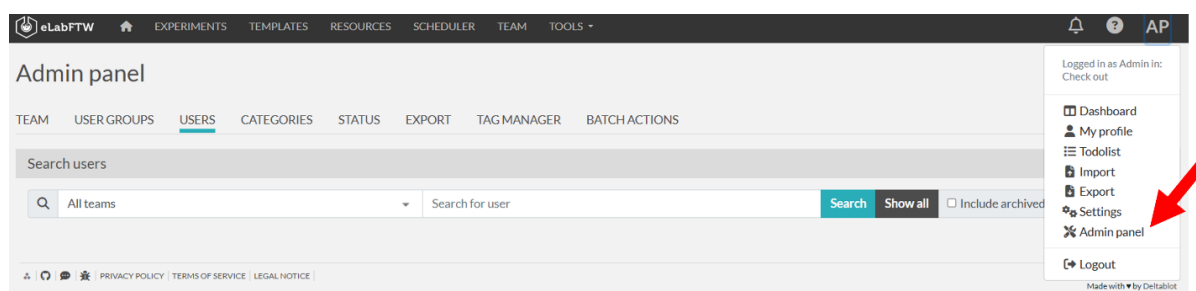 eLabFTW EXPERIMENTS TEMPLATES RESOURCES SCHEDULER TEAM TOOLS AP
Admin panel
TEAM USER GROUPS USERS CATEGORIES STATUS EXPORT TAG MANAGER BATCH ACTIONS
Search users
All teams Search for user Search Show all Include archived
Logged in as Admin in:
Check out
Dashboard
My profile
Todolist
Import
Export
Settings
Admin panel
Logout
PRIVACY POLICY TERMS OF SERVICE LEGAL NOTICE
Made with ♥ by Deltablot